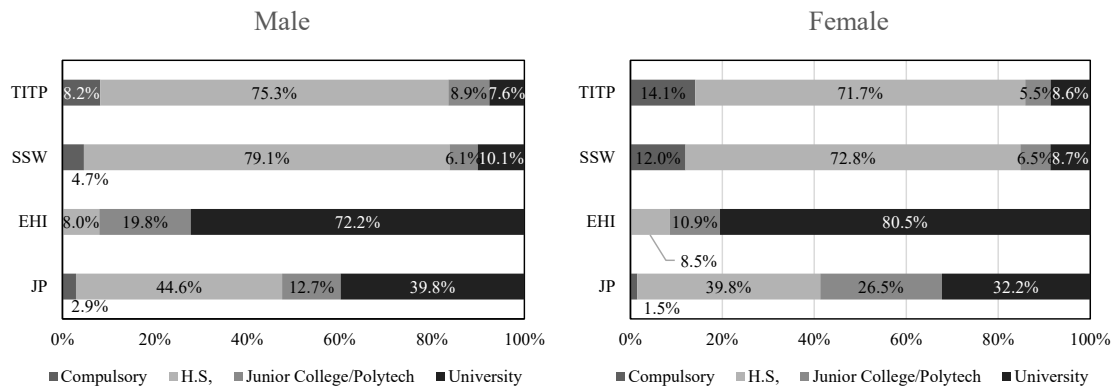 Male
TITP 8.2% 75.3% 8.9% 7.6%
SSW 79.1% 6.1% 10.1%
4.7%
EHI 8.0% 19.8% 72.2%
JP 44.6% 12.7% 39.8%
2.9%
0% 20% 40% 60% 80% 100%
Compulsory H.S, Junior College/Polytech University
Female
TITP 14.1% 71.7% 5.5% 8.6%
SSW 12.0% 72.8% 6.5% 8.7%
EHI 10.9% 80.5%
8.5%
JP 39.8% 26.5% 32.2%
1.5%
0% 20% 40% 60% 80% 100%
Compulsory H.S, Junior College/Polytech University